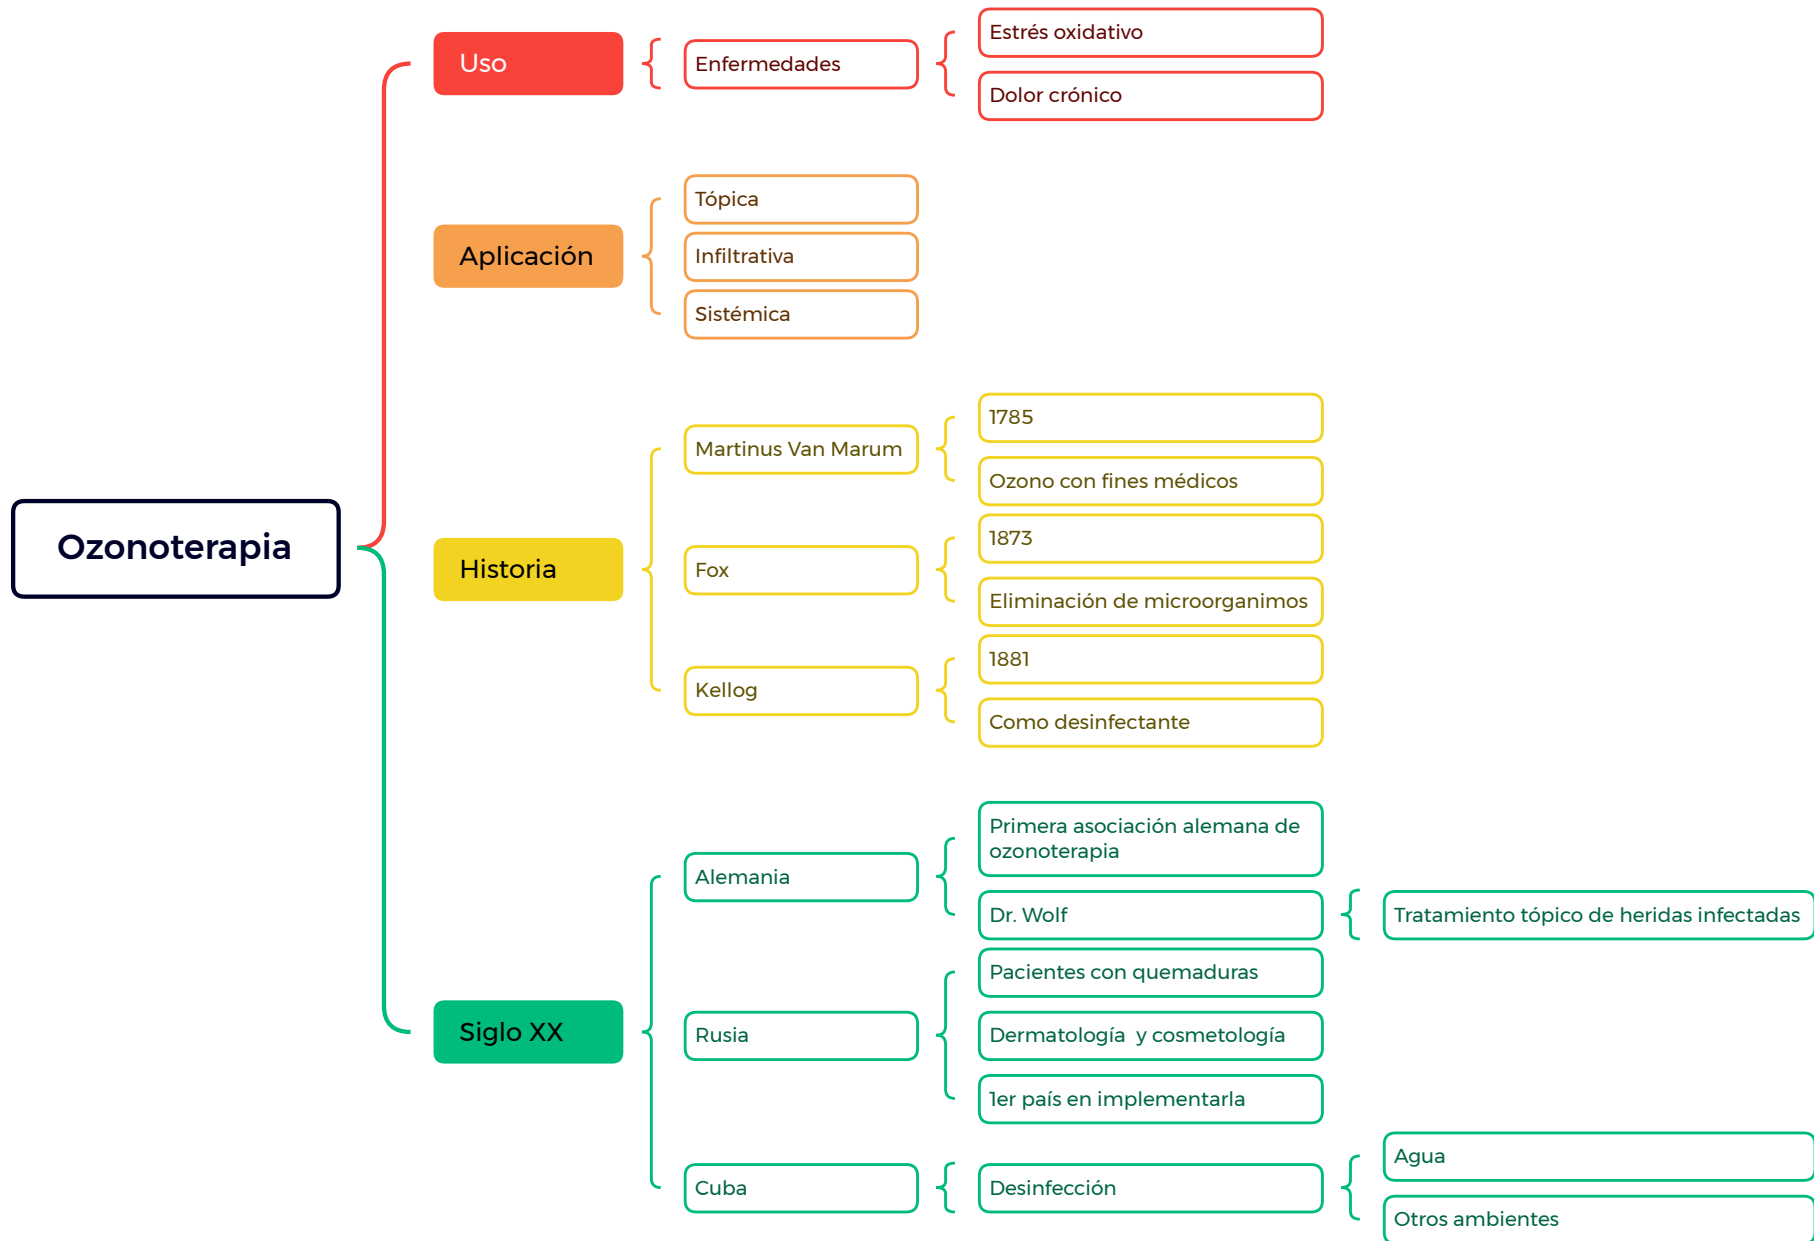 Ozonoterapia
Uso
Enfermedades
Estrés oxidativo
Dolor crónico
Aplicación
Tópica
Infiltrativa
Sistémica
Historia
Martinus Van Marum
1785
Ozono con fines médicos
Fox
1873
Eliminación de microorganimos
Kellog
1881
Como desinfectante
Siglo XX
Alemania
Primera asociación alemana de
ozonoterapia
Dr. Wolf
Tratamiento tópico de heridas infectadas
Rusia
Pacientes con quemaduras
Dermatología  y cosmetología
1er país en implementarla
Cuba
Desinfección
Agua
Otros ambientes